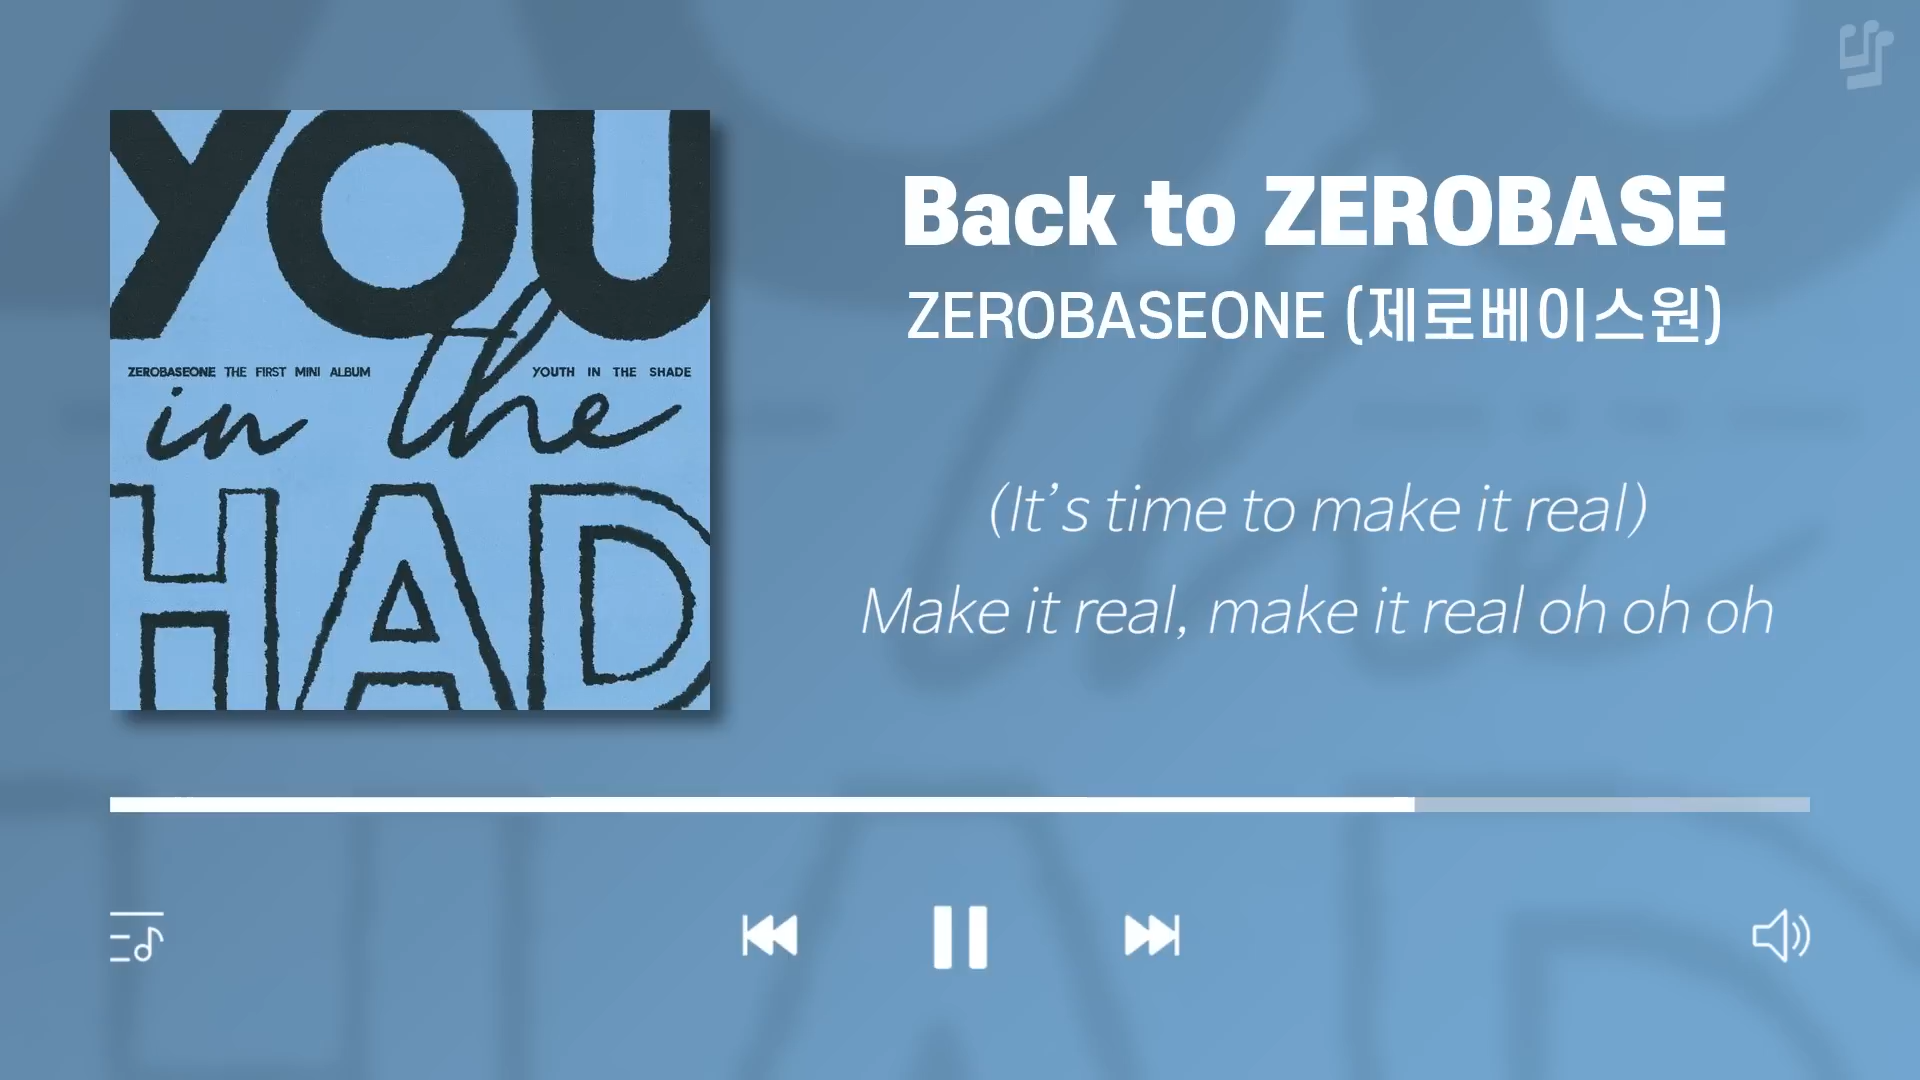 YOU
ZEROBASEONE THE FIRST MINI ALBUM
YOUTH IN THE SHADE
in the
HAD
Back to ZEROBASE
ZEROBASEONE (제로베이스원)
(It’s time to make it real)
Make it real, make it real oh oh oh